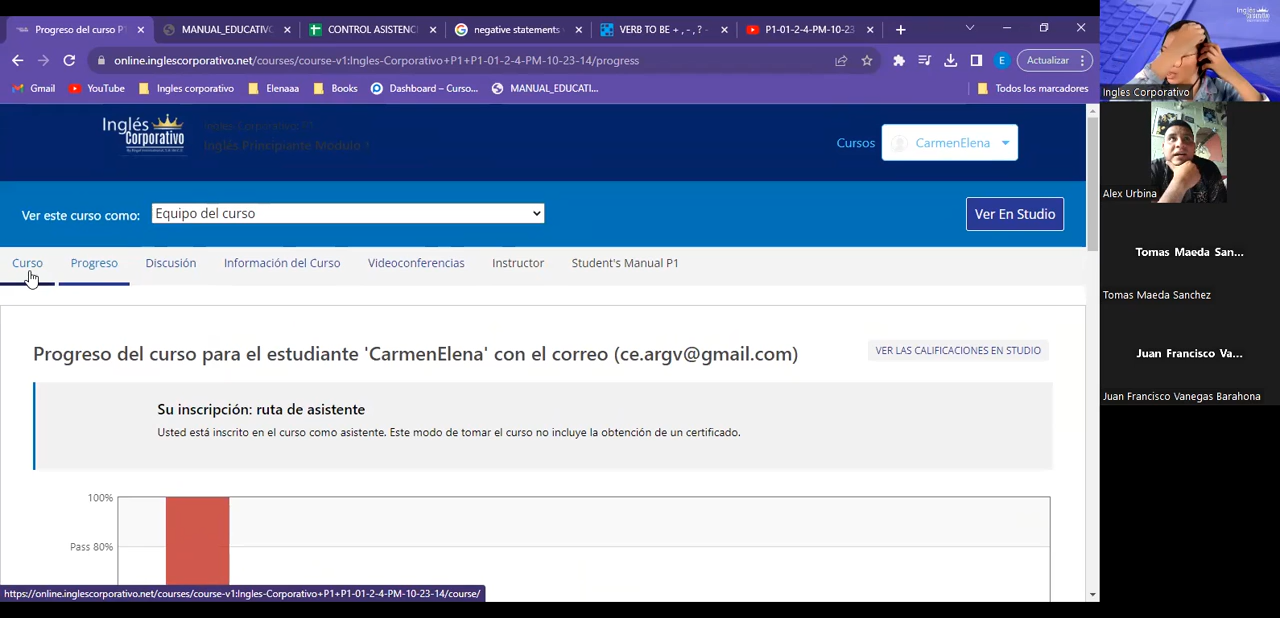 Progreso del curso P
MANUAL_EDUCATIV
CONTROL ASISTENC
negative statements
VERB TO BE + , - , ? -
P1-01-2-4-PM-10-23
online.inglescorporativo.net/courses/course-v1:Ingles-Corporativo+P1+P1-01-2-4-PM-10-23-14/progress
E
Actualizar
Gmail
YouTube
Ingles corporativo
Elenaaa
Books
Dashboard – Curso...
MANUAL_EDUCATI...
Todos los marcadores
Inglés
Corporativo
Ingles Corporativo P1
Inglés Principiante Módulo 1
Cursos
CarmenElena
Ver este curso como:
Equipo del curso
Ver En Studio
Curso
Progreso
Discusión
Información del Curso
Videoconferencias
Instructor
Student's Manual P1
Progreso del curso para el estudiante 'CarmenElena' con el correo (ce.argv@gmail.com)
VER LAS CALIFICACIONES EN STUDIO
Su inscripción: ruta de asistente
Usted está inscrito en el curso como asistente. Este modo de tomar el curso no incluye la obtención de un certificado.
100%
Pass 80%
https://online.inglescorporativo.net/courses/course-v1:Ingles-Corporativo+P1+P1-01-2-4-PM-10-23-14/course/
Inglés
Ingles Corporativo
Alex Urbina
Tomas Maeda San...
Tomas Maeda Sanchez
Juan Francisco Va...
Juan Francisco Vanegas Barahona